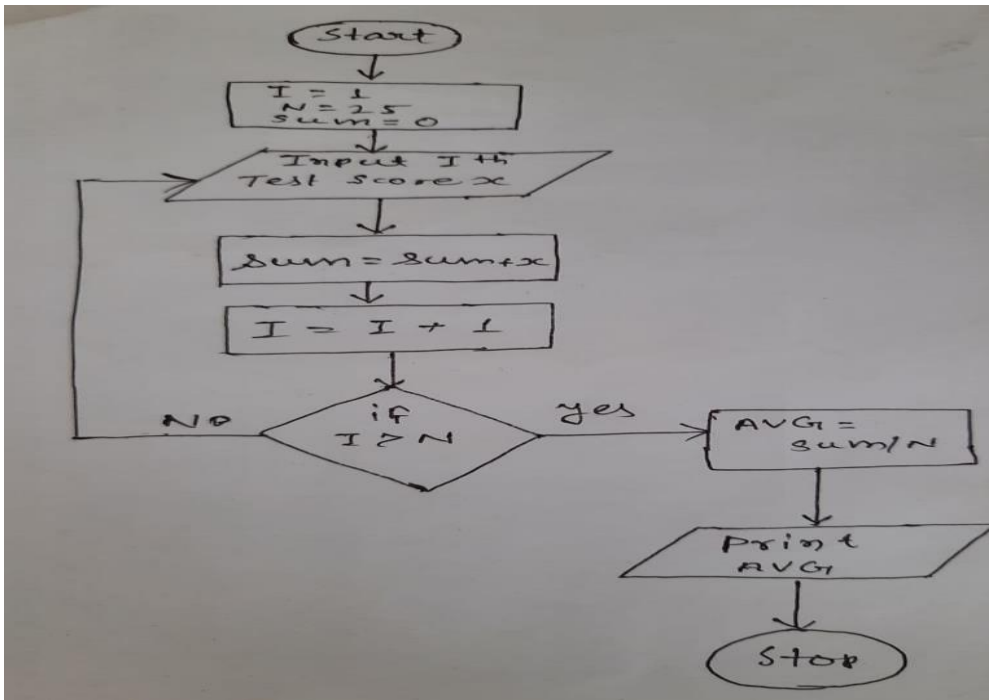 Start
I = 1
N = 25
sum = 0
Input I th
Test score x
sum = sum + x
I = I + 1
if
I > N
No
yes
AVG =
sum/N
Print
AVG
Stop